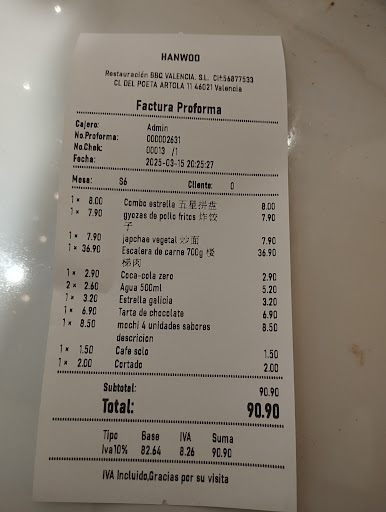 HANWOO
Restauración BBQ VALENCIA, S.L. Cif:56877533
CL DEL POETA ARTOLA 11 46021 Valencia
Factura Proforma
Cajero: Admin
No.Proforma: 000002631
No.Chek: 00013 /1
Fecha: 2025-03-15 20:25:27
Mesa: S6 Cliente: 0
1× 8.00 Combo estrella 五星拼盘 8.00
1× 7.90 gyozas de pollo fritos 炸饺 7.90
子
1× 7.90 japchae vegetal 炒面 7.90
1× 36.90 Escalera de carne 700g 楼 36.90
梯肉
1× 2.90 Coca-cola zero 2.90
2× 2.60 Agua 500ml 5.20
1× 3.20 Estrella galicia 3.20
1× 6.90 Tarta de chocolate 6.90
1× 8.50 mochi 4 unidades sabores 8.50
descricion
1× 1.50 Cafe solo 1.50
1× 2.00 Cortado 2.00
Subtotal: 90.90
Total: 90.90
Tipo Base IVA Suma
Iva10% 82.64 8.26 90.90
IVA Incluido,Gracias por su visita